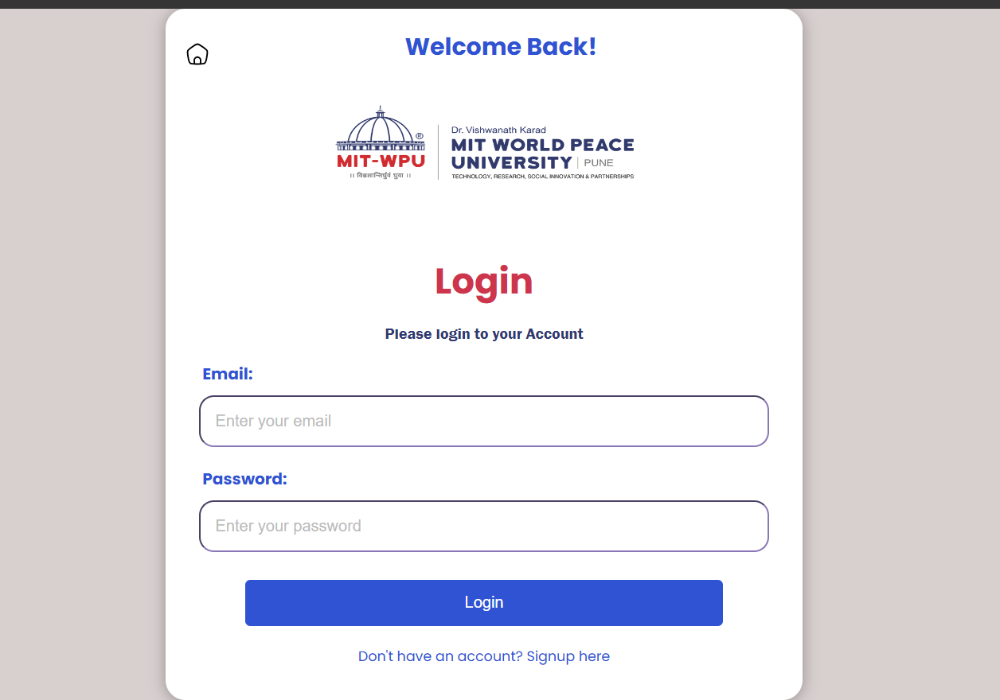 Welcome Back!
®
MIT-WPU
Dr. Vishwanath Karad
MIT WORLD PEACE
UNIVERSITY | PUNE
TECHNOLOGY, RESEARCH, SOCIAL INNOVATION & PARTNERSHIPS
Login
Please login to your Account
Email:
Enter your email
Password:
Enter your password
Login
Don't have an account? Signup here